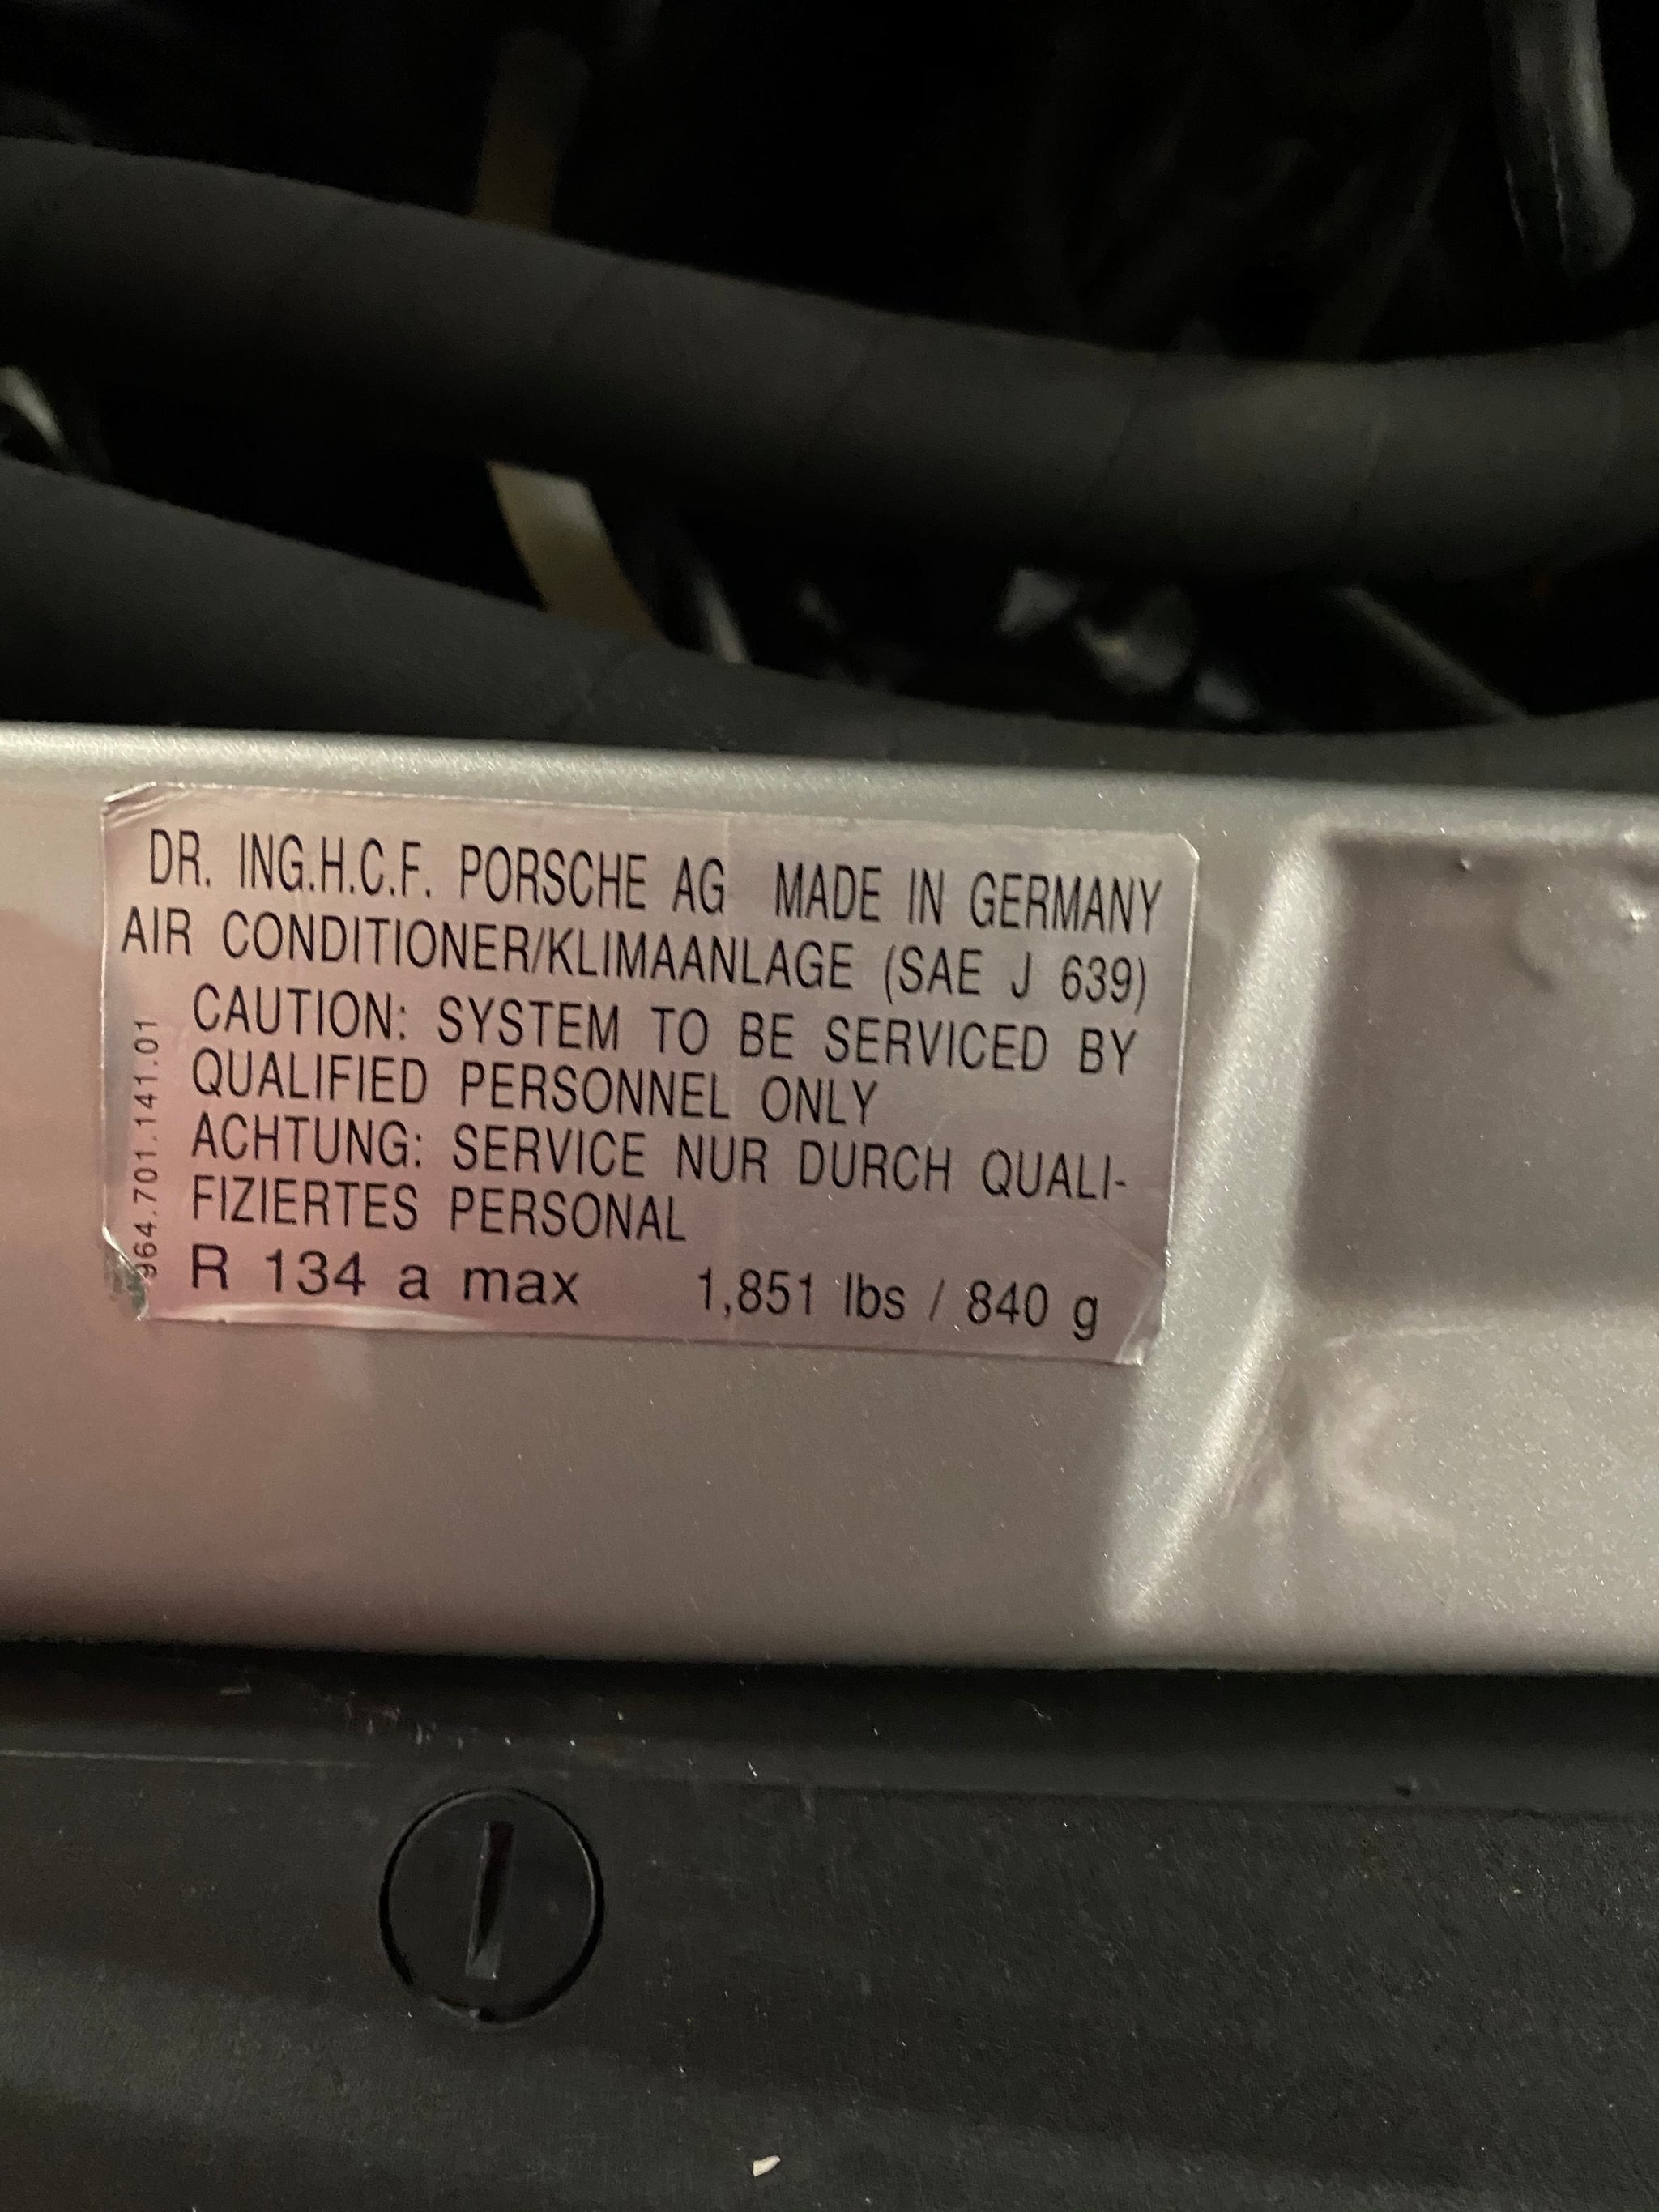 DR. ING.H.C.F. PORSCHE AG MADE IN GERMANY
AIR CONDITIONER/KLIMAANLAGE (SAE J 639)
CAUTION: SYSTEM TO BE SERVICED BY
QUALIFIED PERSONNEL ONLY
ACHTUNG: SERVICE NUR DURCH QUALI-
FIZIERTES PERSONAL
R 134 a max 1,851 lbs / 840 g
964.701.141.01